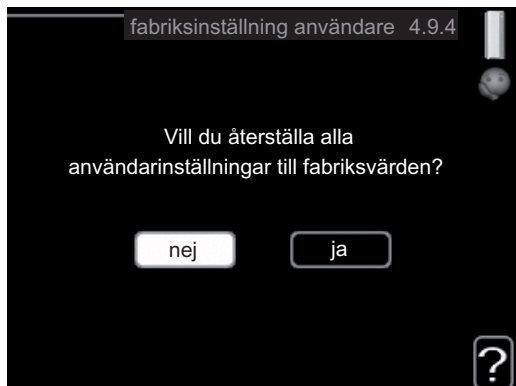 fabriksinställning användare 4.9.4
Vill du återställa alla
användarinställningar till fabriksvärden?
nej
ja
?